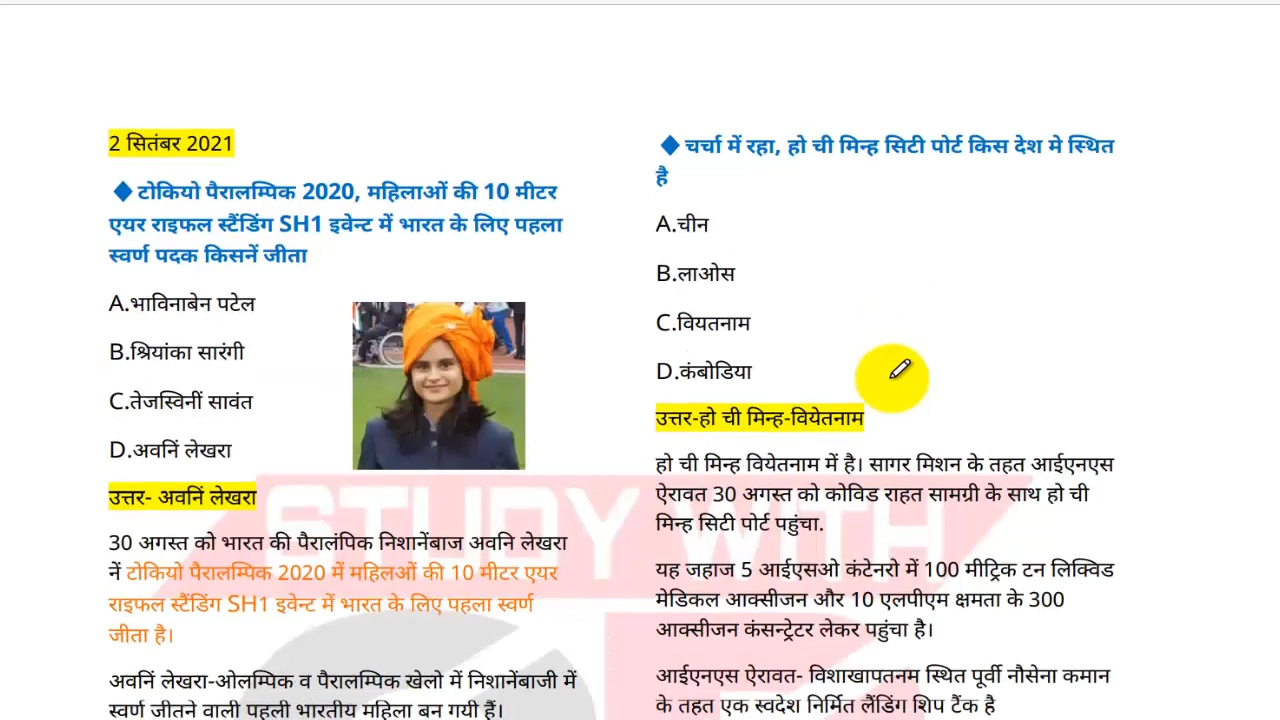 2 सितंबर 2021
◆ टोकियो पैरालम्पिक 2020, महिलाओं की 10 मीटर
एयर राइफल स्टैंडिंग SH1 इवेन्ट में भारत के लिए पहला
स्वर्ण पदक किसनें जीता
A.भाविनाबेन पटेल
B.श्रियांका सारंगी
C.तेजस्विनीं सावंत
D.अवनिं लेखरा
उत्तर- अवनिं लेखरा
30 अगस्त को भारत की पैरालंपिक निशानेंबाज अवनि लेखरा
नें टोकियो पैरालम्पिक 2020 में महिलओं की 10 मीटर एयर
राइफल स्टैंडिंग SH1 इवेन्ट में भारत के लिए पहला स्वर्ण
जीता है।
अवनिं लेखरा-ओलम्पिक व पैरालम्पिक खेलो में निशानेंबाजी में
स्वर्ण जीतने वाली पहली भारतीय महिला बन गयी हैं।
◆ चर्चा में रहा, हो ची मिन्ह सिटी पोर्ट किस देश मे स्थित
है
A.चीन
B.लाओस
C.वियतनाम
D.कंबोडिया
उत्तर-हो ची मिन्ह-वियेतनाम
हो ची मिन्ह वियेतनाम में है। सागर मिशन के तहत आईएनएस
ऐरावत 30 अगस्त को कोविड राहत सामग्री के साथ हो ची
मिन्ह सिटी पोर्ट पहुंचा.
यह जहाज 5 आईएसओ कंटेनरो में 100 मीट्रिक टन लिक्विड
मेडिकल आक्सीजन और 10 एलपीएम क्षमता के 300
आक्सीजन कंसन्ट्रेटर लेकर पहुंचा है।
आईएनएस ऐरावत- विशाखापतनम स्थित पूर्वी नौसेना कमान
के तहत एक स्वदेश निर्मित लैंडिंग शिप टैंक है
STUDY WITH